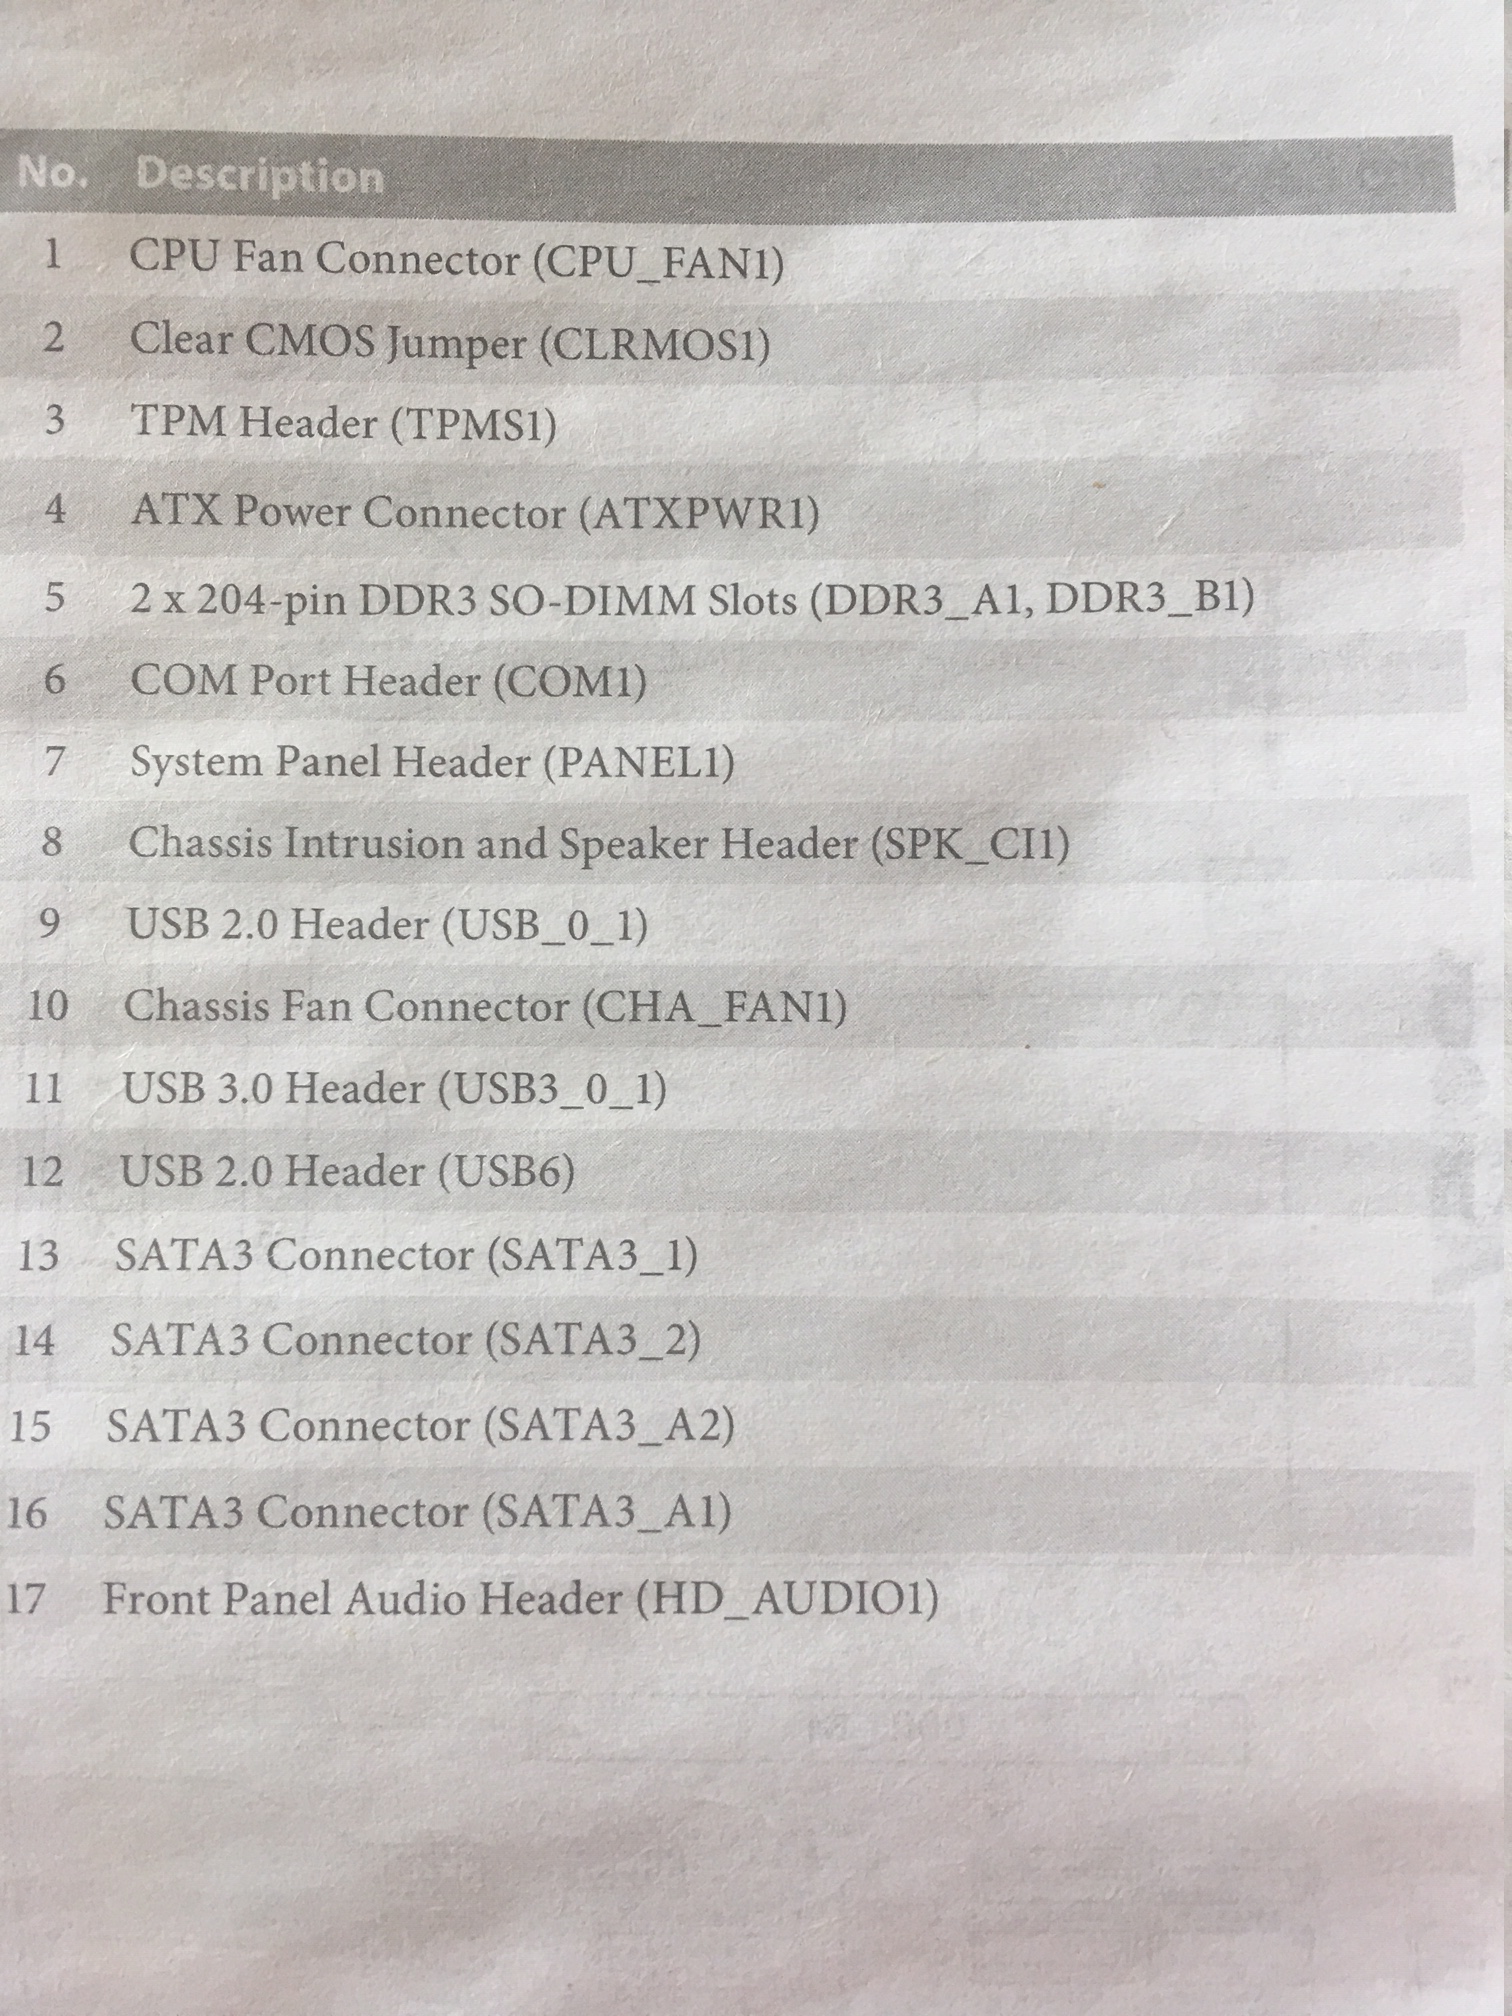 No. Description
1 CPU Fan Connector (CPU_FAN1)
2 Clear CMOS Jumper (CLRMOS1)
3 TPM Header (TPMS1)
4 ATX Power Connector (ATXPWR1)
5 2 x 204-pin DDR3 SO-DIMM Slots (DDR3_A1, DDR3_B1)
6 COM Port Header (COM1)
7 System Panel Header (PANEL1)
8 Chassis Intrusion and Speaker Header (SPK_CI1)
9 USB 2.0 Header (USB_0_1)
10 Chassis Fan Connector (CHA_FAN1)
11 USB 3.0 Header (USB3_0_1)
12 USB 2.0 Header (USB6)
13 SATA3 Connector (SATA3_1)
14 SATA3 Connector (SATA3_2)
15 SATA3 Connector (SATA3_A2)
16 SATA3 Connector (SATA3_A1)
17 Front Panel Audio Header (HD_AUDIO1)